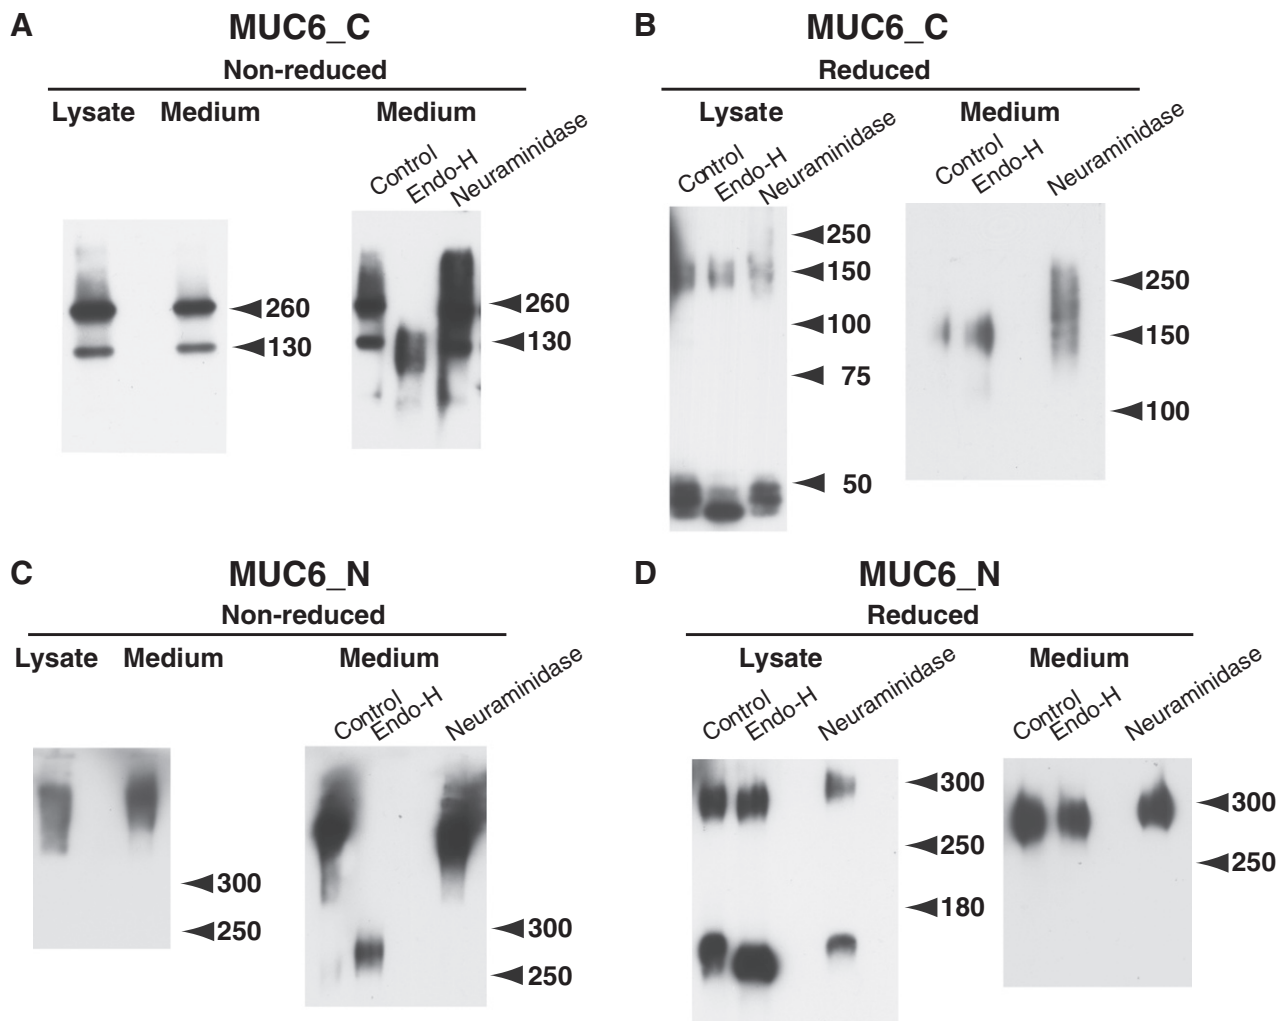 A
MUC6_C
Non-reduced
Lysate Medium Medium
Control Endo-H Neuraminidase
260
130
260
130
B
MUC6_C
Reduced
Lysate Medium
Control Endo-H Neuraminidase
Control Endo-H Neuraminidase
250
150
100
75
50
250
150
100
C
MUC6_N
Non-reduced
Lysate Medium Medium
Control Endo-H Neuraminidase
300
250
300
250
D
MUC6_N
Reduced
Lysate Medium
Control Endo-H Neuraminidase
Control Endo-H Neuraminidase
300
250
180
300
250